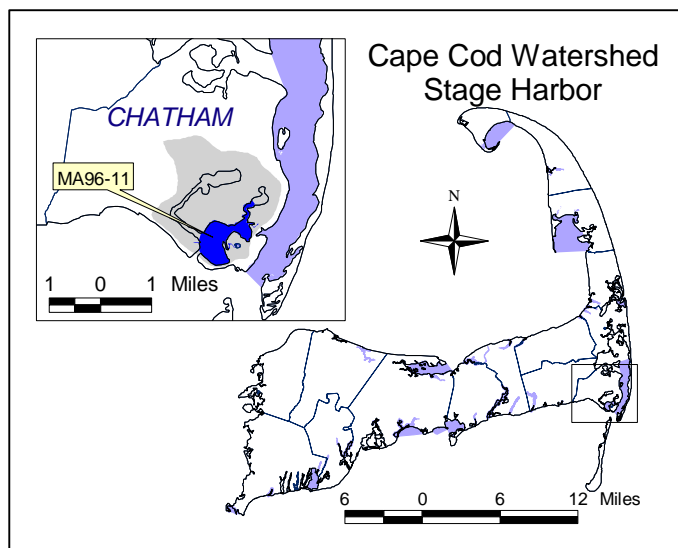 Cape Cod Watershed
Stage Harbor
CHATHAM
MA96-11
1 0 1 Miles
N
6 0 6 12 Miles